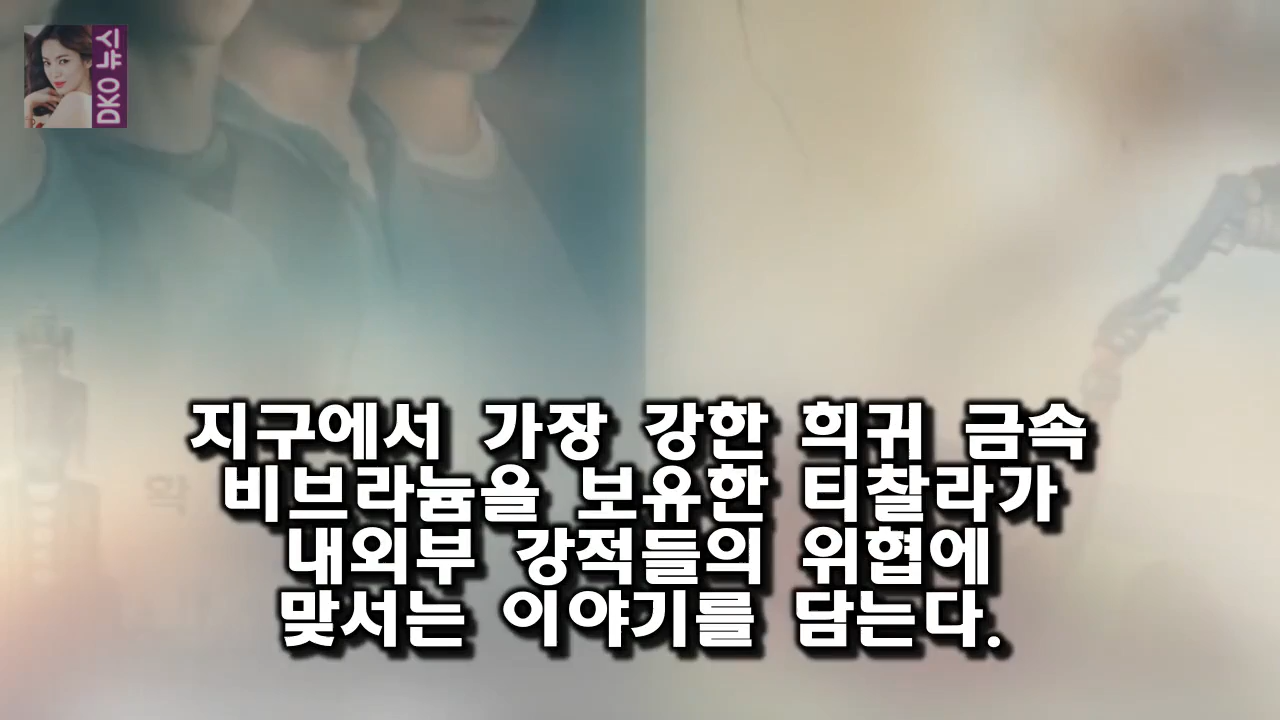 DKO 뉴스
지구에서 가장 강한 희귀 금속
비브라늄을 보유한 티찰라가
내외부 강적들의 위협에
맞서는 이야기를 담는다.